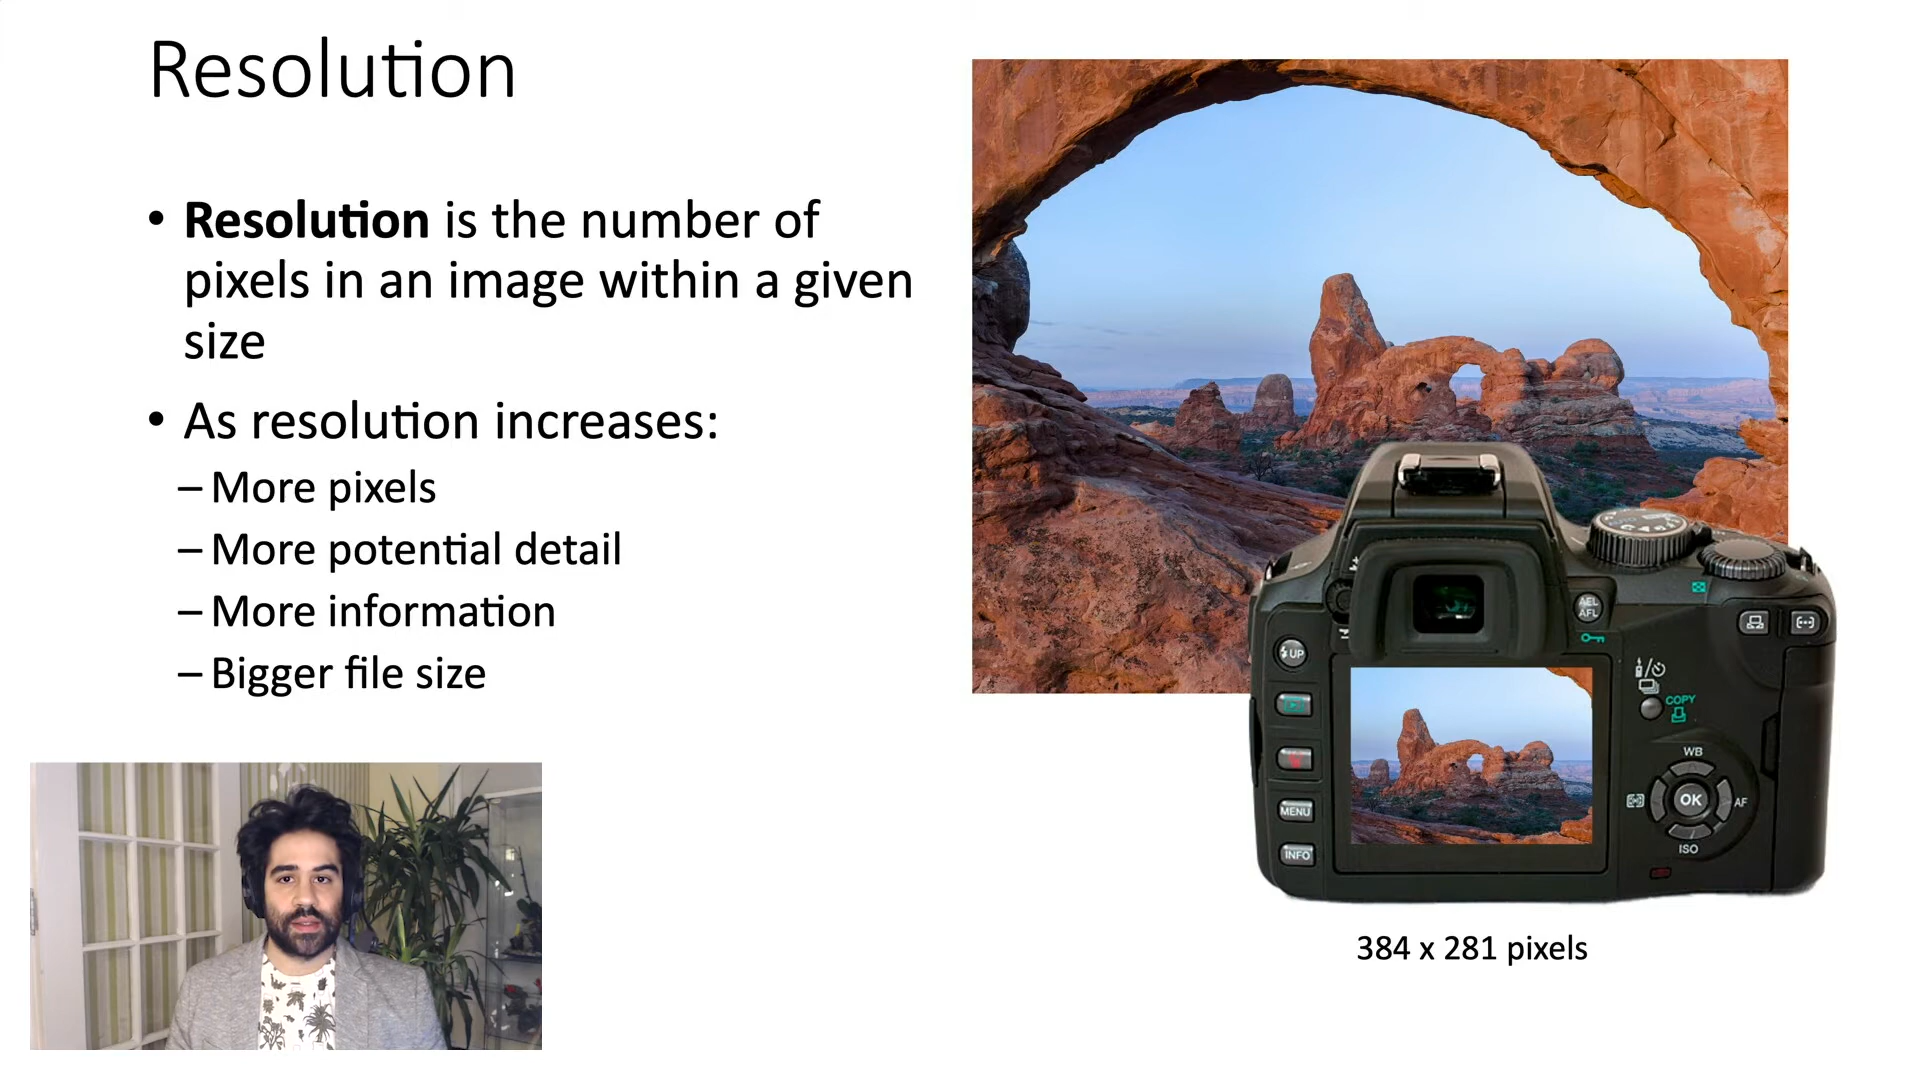 Resolution
• Resolution is the number of
pixels in an image within a given
size
• As resolution increases:
– More pixels
– More potential detail
– More information
– Bigger file size
AEL
AFL
UP
COPY
WB
MENU
OK
AF
INFO
ISO
384 x 281 pixels